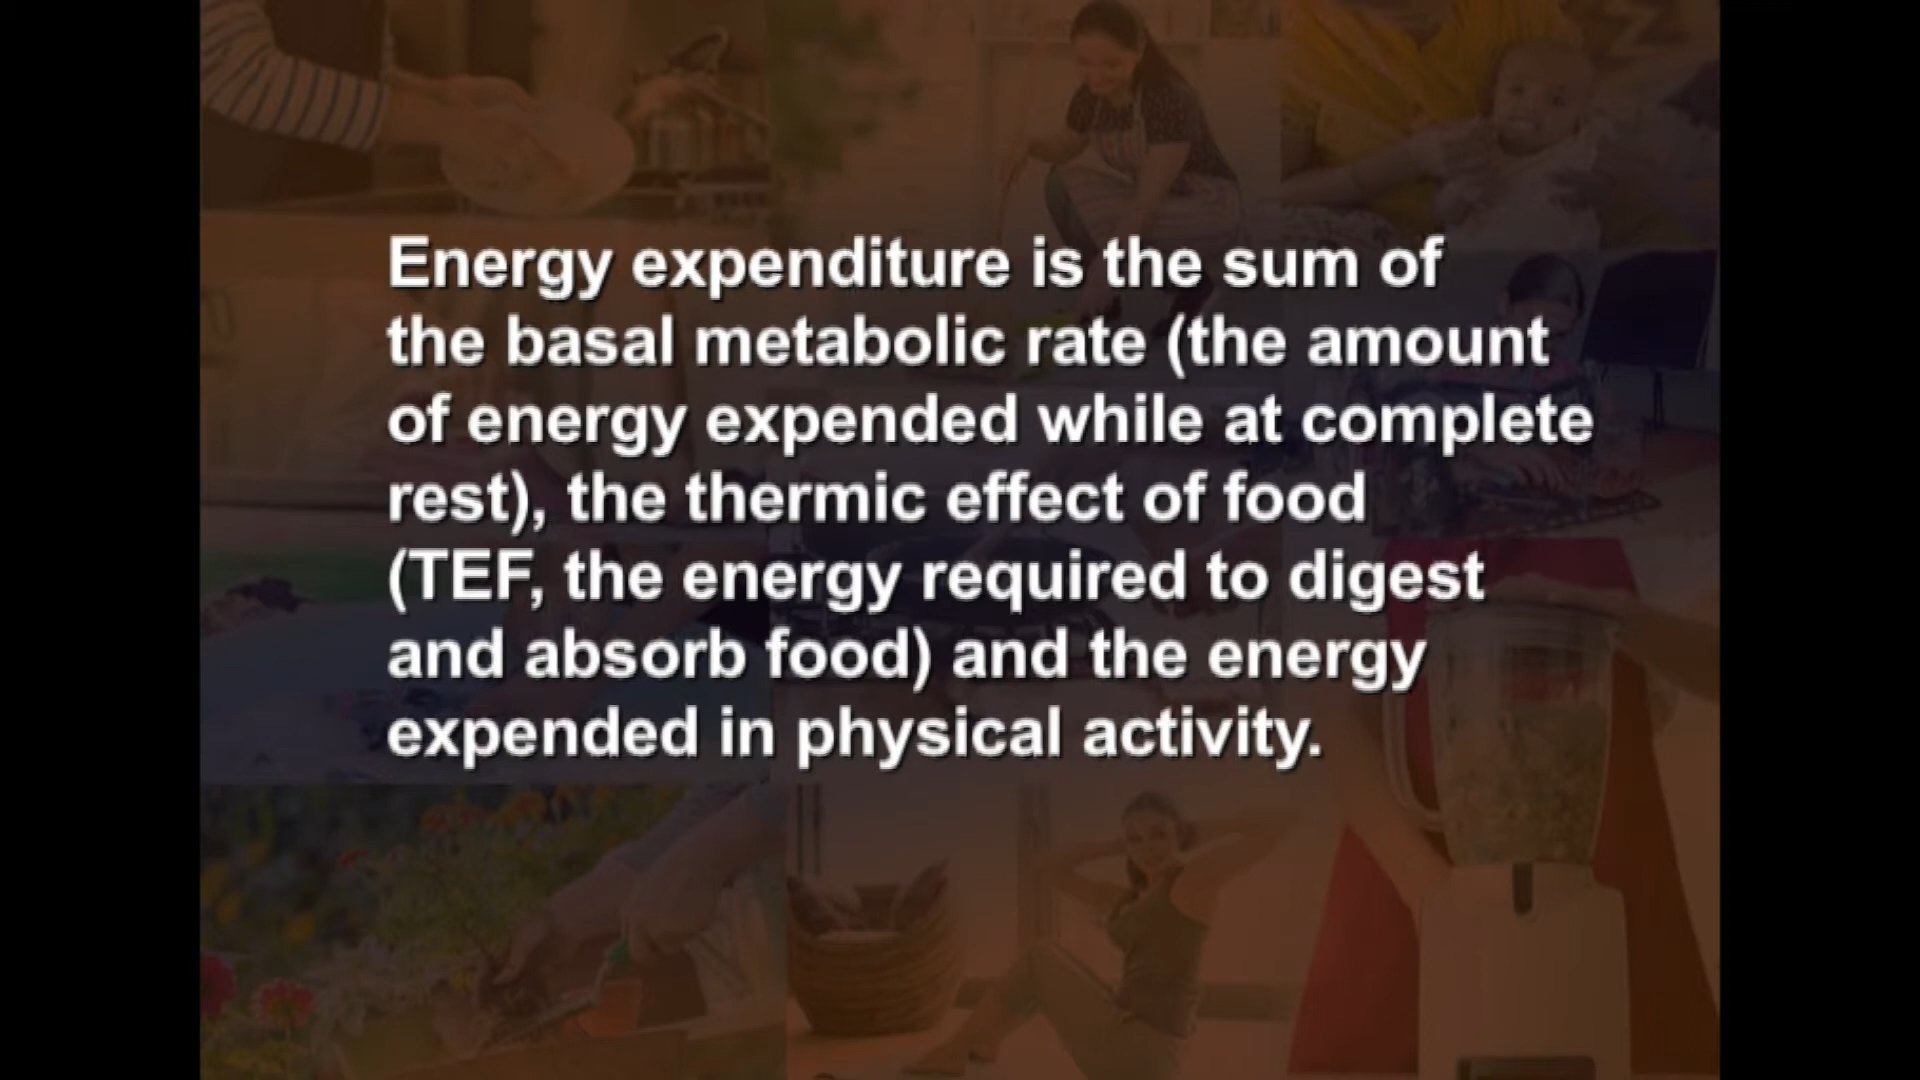 Energy expenditure is the sum of
the basal metabolic rate (the amount
of energy expended while at complete
rest), the thermic effect of food
(TEF, the energy required to digest
and absorb food) and the energy
expended in physical activity.